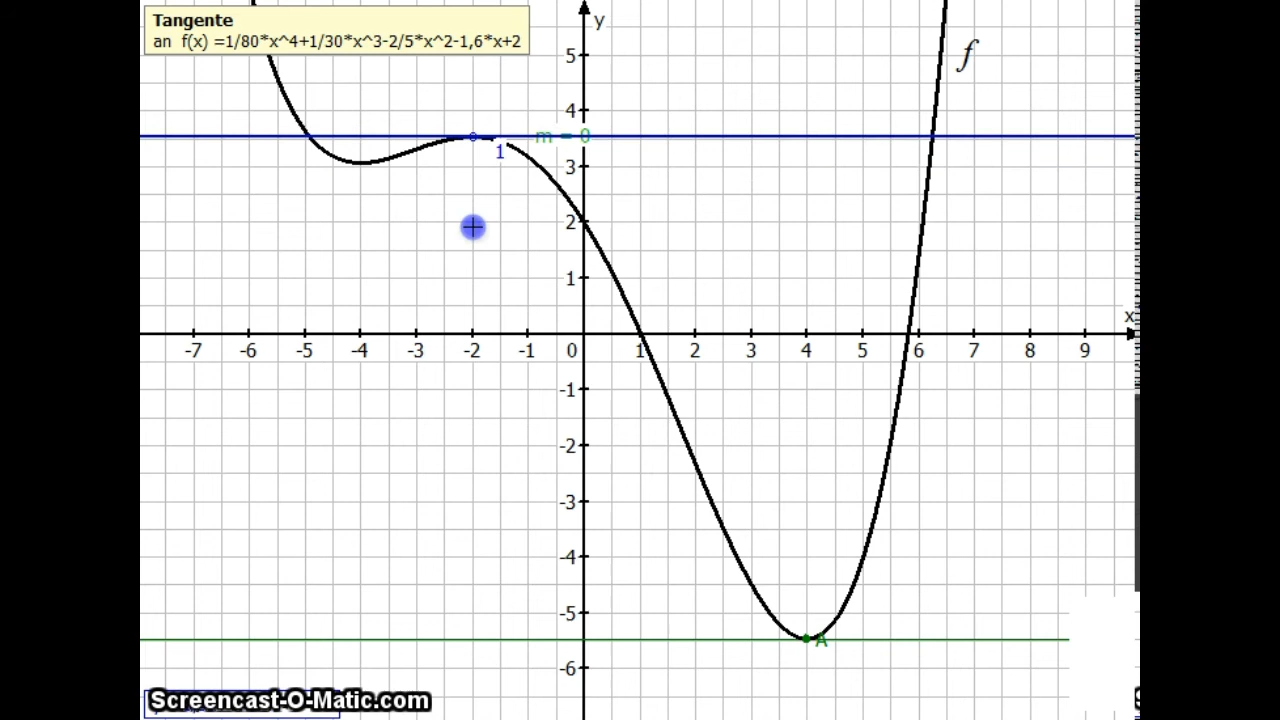 Tangente
an f(x) =1/80*x^4+1/30*x^3-2/5*x^2-1,6*x+2
y
f
5
4
m = 0
3
1
2
1
x
-7 -6 -5 -4 -3 -2 -1 0 1 2 3 4 5 6 7 8 9
-1
-2
-3
-4
-5
A
-6
Screencast-O-Matic.com